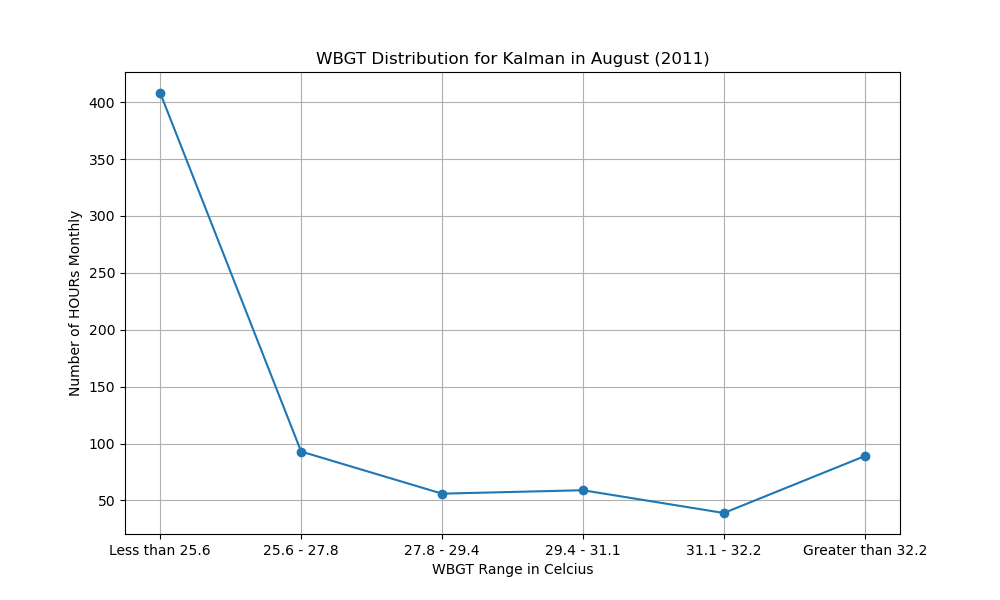 WBGT Distribution for Kalman in August (2011)
Number of HOURs Monthly
400
350
300
250
200
150
100
50
Less than 25.6
25.6 - 27.8
27.8 - 29.4
29.4 - 31.1
31.1 - 32.2
Greater than 32.2
WBGT Range in Celcius